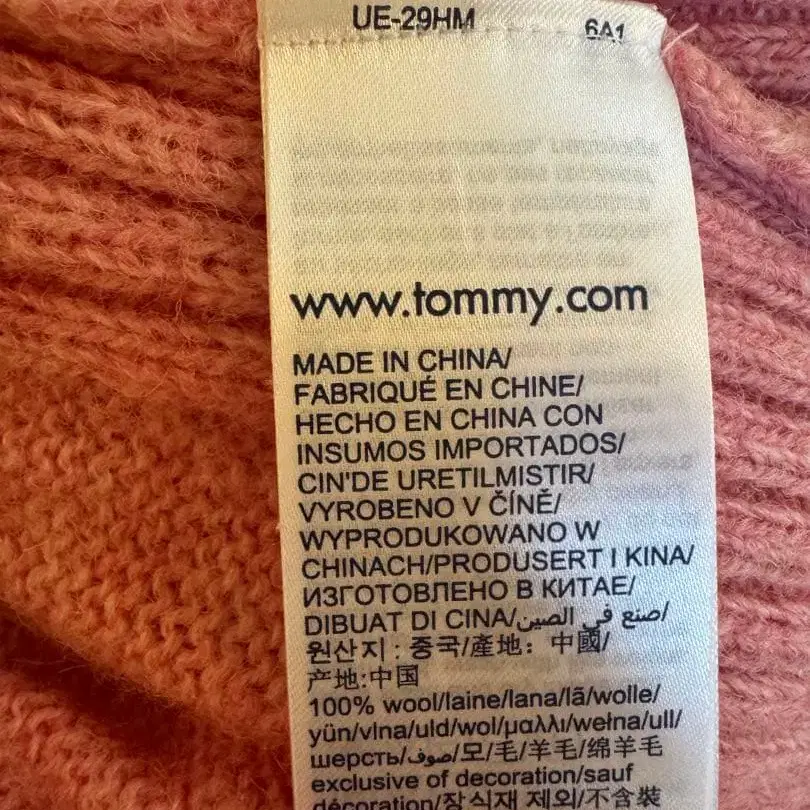 UE-29HM 6A1
www.tommy.com
MADE IN CHINA/
FABRIQUÉ EN CHINE/
HECHO EN CHINA CON
INSUMOS IMPORTADOS/
CIN'DE URETILMISTIR/
VYROBENO V ČÍNĚ/
WYPRODUKOWANO W
CHINACH/PRODUSERT I KINA/
ИЗГОТОВЛЕНО В КИТАЕ/
DIBUAT DI CINA/صنع في الصين/
원산지 : 중국/產地: 中國/
产地:中国
100% wool/laine/lana/lã/wolle/
yün/vlna/uld/wol/μαλλι/wełna/ull/
шерсть/صوف/모/毛/羊毛/绵羊毛
exclusive of decoration/sauf
décoration/장식재 제외/不含裝